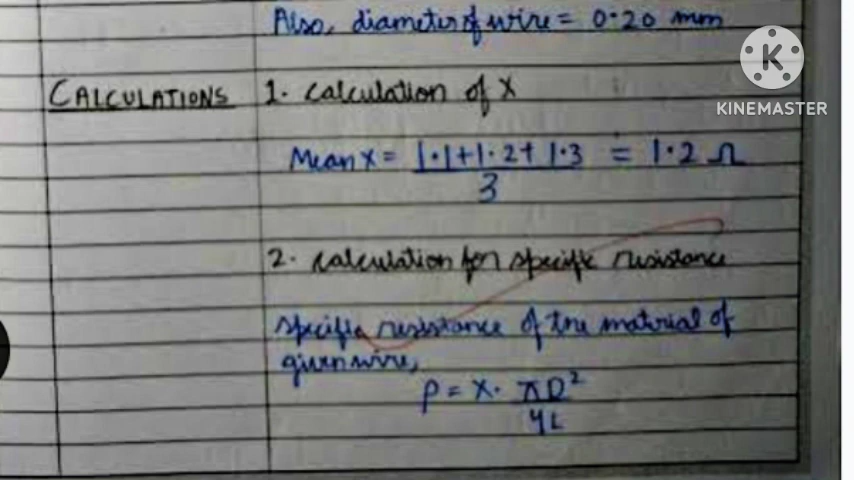 Also, diameter of wire = 0.20 mm
KINEMASTER
CALCULATIONS 1. Calculation of X
Mean X = 1.1+1.2+1.3 = 1.2 Ω
3
2. Calculation for specific resistance
Specific resistance of the material of
given wire,
ρ = X. πD²
4L